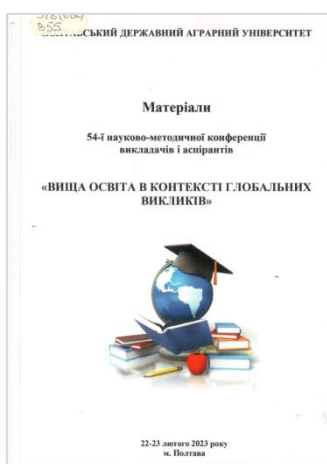 ПОЛТАВСЬКИЙ ДЕРЖАВНИЙ АГРАРНИЙ УНІВЕРСИТЕТ
Матеріали
54-ї науково-методичної конференції
викладачів і аспірантів
«ВИЩА ОСВІТА В КОНТЕКСТІ ГЛОБАЛЬНИХ
ВИКЛИКІВ»
22-23 лютого 2023 року
м. Полтава